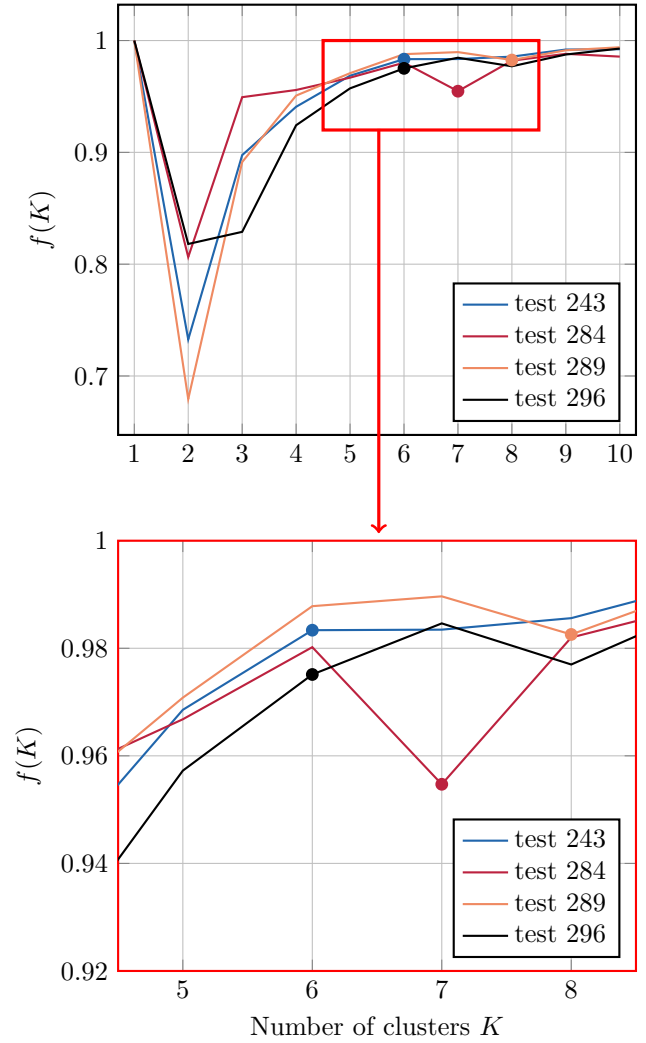 1
0.9
0.8
0.7
f(K)
1 2 3 4 5 6 7 8 9 10
test 243
test 284
test 289
test 296
1
0.98
0.96
0.94
0.92
f(K)
5 6 7 8
test 243
test 284
test 289
test 296
Number of clusters K